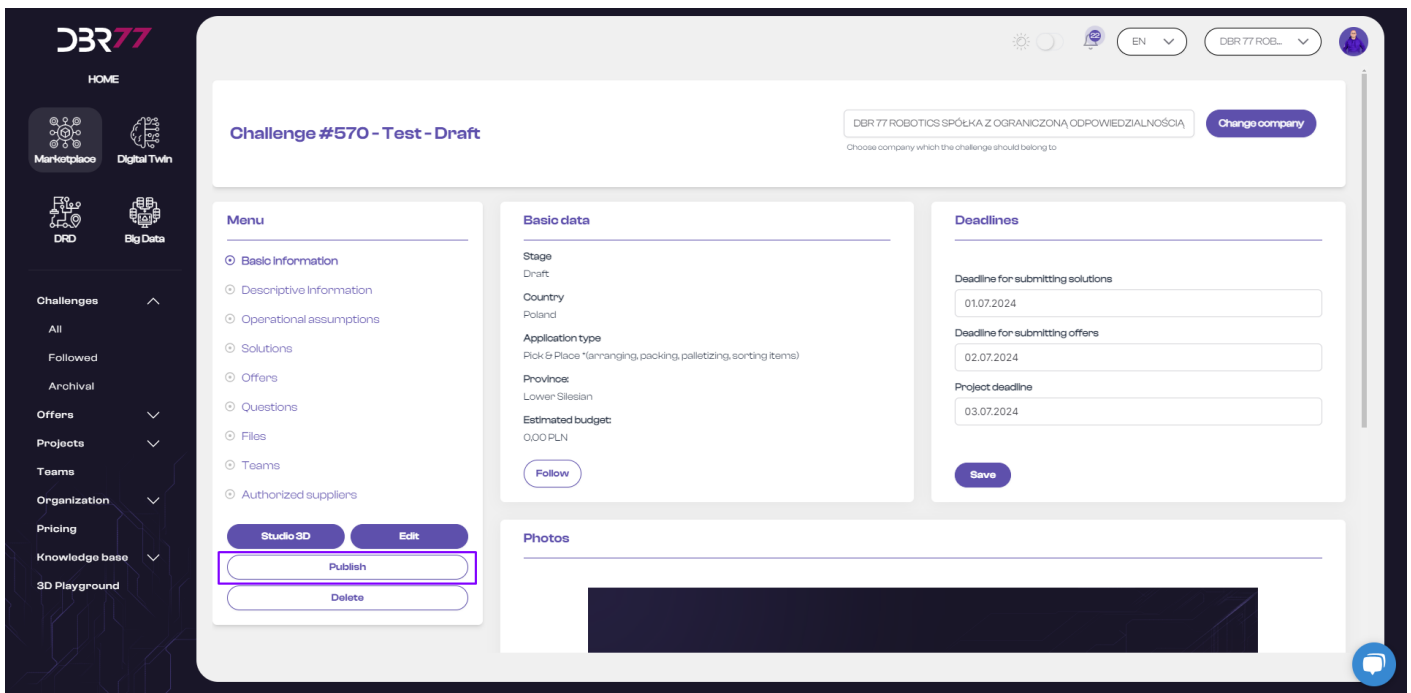 DBR77
HOME
Marketplace
Digital Twin
DRD
Big Data
Challenges
All
Followed
Archival
Offers
Projects
Teams
Organization
Pricing
Knowledge base
3D Playground
22
EN
DBR 77 ROB...
Challenge #570 - Test - Draft
DBR 77 ROBOTICS SPÓŁKA Z OGRANICZONĄ ODPOWIEDZIALNOŚCIĄ
Change company
Choose company which the challenge should belong to
Menu
Basic information
Descriptive Information
Operational assumptions
Solutions
Offers
Questions
Files
Teams
Authorized suppliers
Studio 3D
Edit
Publish
Delete
Basic data
Stage
Draft
Country
Poland
Application type
Pick & Place *(arranging, packing, palletizing, sorting items)
Province:
Lower Silesian
Estimated budget:
0,00 PLN
Follow
Deadlines
Deadline for submitting solutions
01.07.2024
Deadline for submitting offers
02.07.2024
Project deadline
03.07.2024
Save
Photos